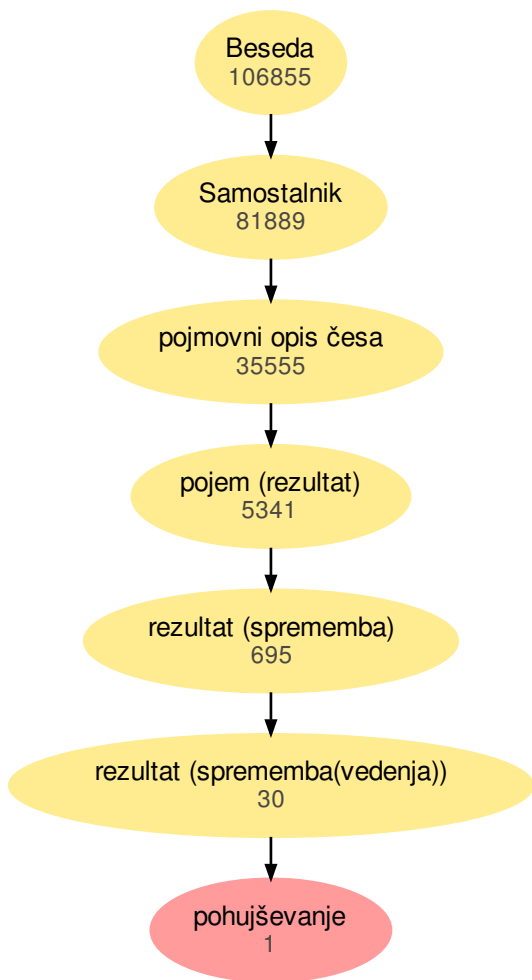 Beseda
106855
Samostalnik
81889
pojmovni opis česa
35555
pojem (rezultat)
5341
rezultat (sprememba)
695
rezultat (sprememba(vedenja))
30
pohujševanje
1